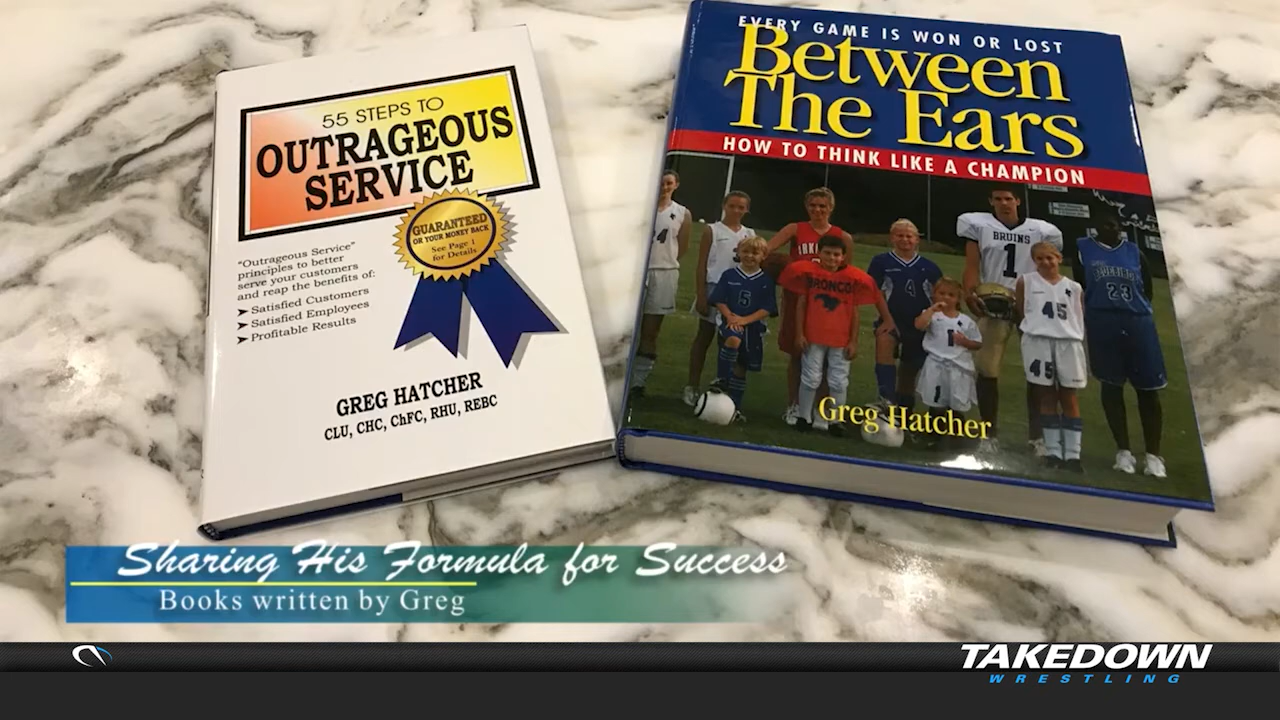 55 STEPS TO
OUTRAGEOUS
SERVICE
GUARANTEED
OR YOUR MONEY BACK
See Page 1
for Details
"Outrageous Service"
principles to better
serve your customers
and reap the benefits of:
➤ Satisfied Customers
➤ Satisfied Employees
➤ Profitable Results
GREG HATCHER
CLU, CHC, ChFC, RHU, REBC
EVERY GAME IS WON OR LOST
Between
The Ears
HOW TO THINK LIKE A CHAMPION
BRUINS
1
4
5
BRONCO
4
1
45
45
23
Greg Hatcher
Sharing His Formula for Success
Books written by Greg
TAKEDOWN
WRESTLING